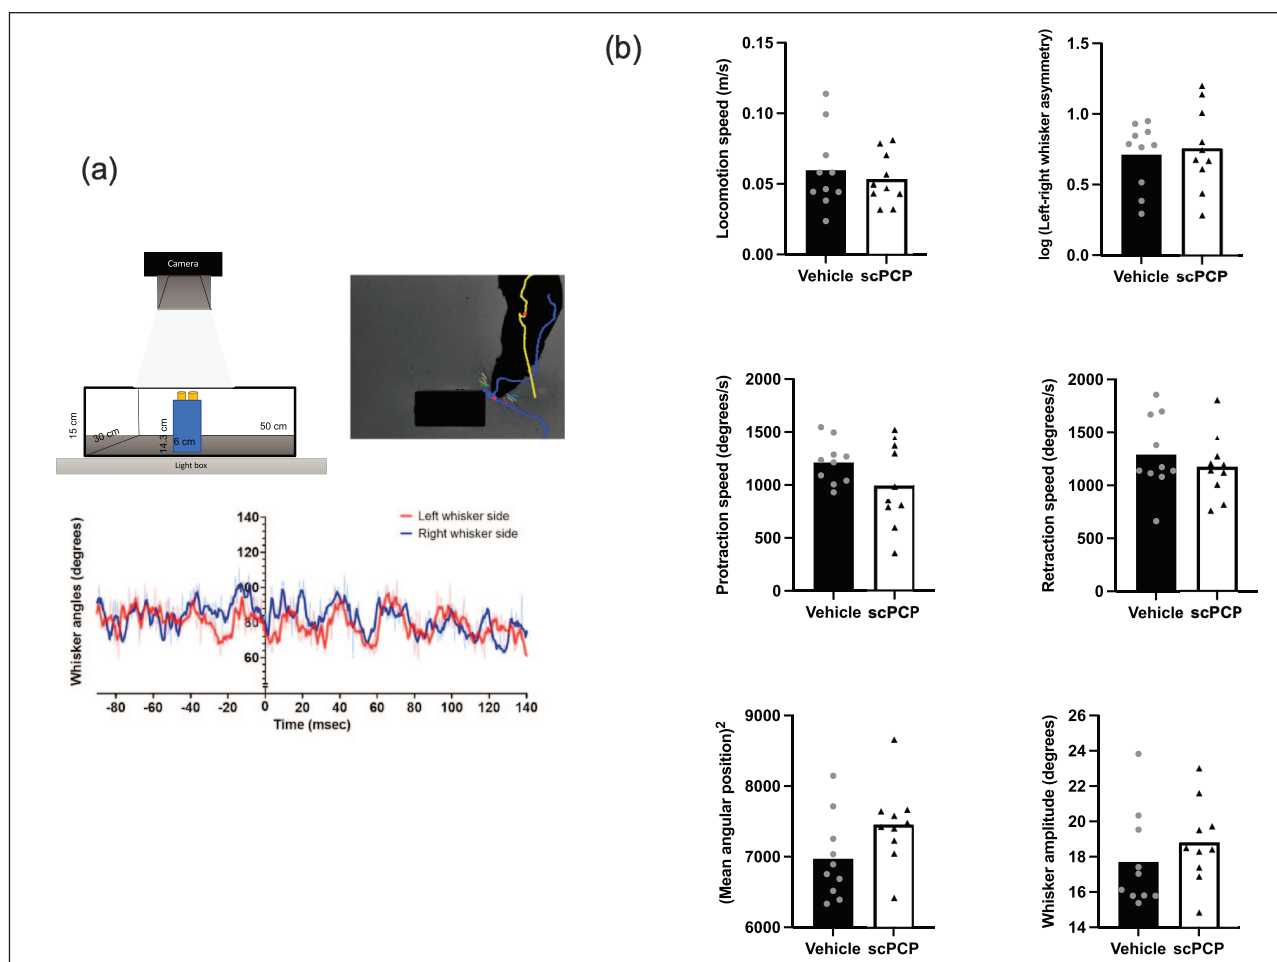 (a)
Camera
15 cm
30 cm
14.3 cm
6 cm
50 cm
Light box
Whisker angles (degrees)
140
120
100
80
60
Left whisker side
Right whisker side
-80 -60 -40 -20 0 20 40 60 80 100 120 140
Time (msec)
(b)
Locomotion speed (m/s)
0.15
0.10
0.05
0.00
Vehicle scPCP
log (Left-right whisker asymmetry)
1.5
1.0
0.5
0.0
Vehicle scPCP
Protraction speed (degrees/s)
2000
1500
1000
500
0
Vehicle scPCP
Retraction speed (degrees/s)
2000
1500
1000
500
0
Vehicle scPCP
(Mean angular position)²
9000
8000
7000
6000
Vehicle scPCP
Whisker amplitude (degrees)
26
24
22
20
18
16
14
Vehicle scPCP